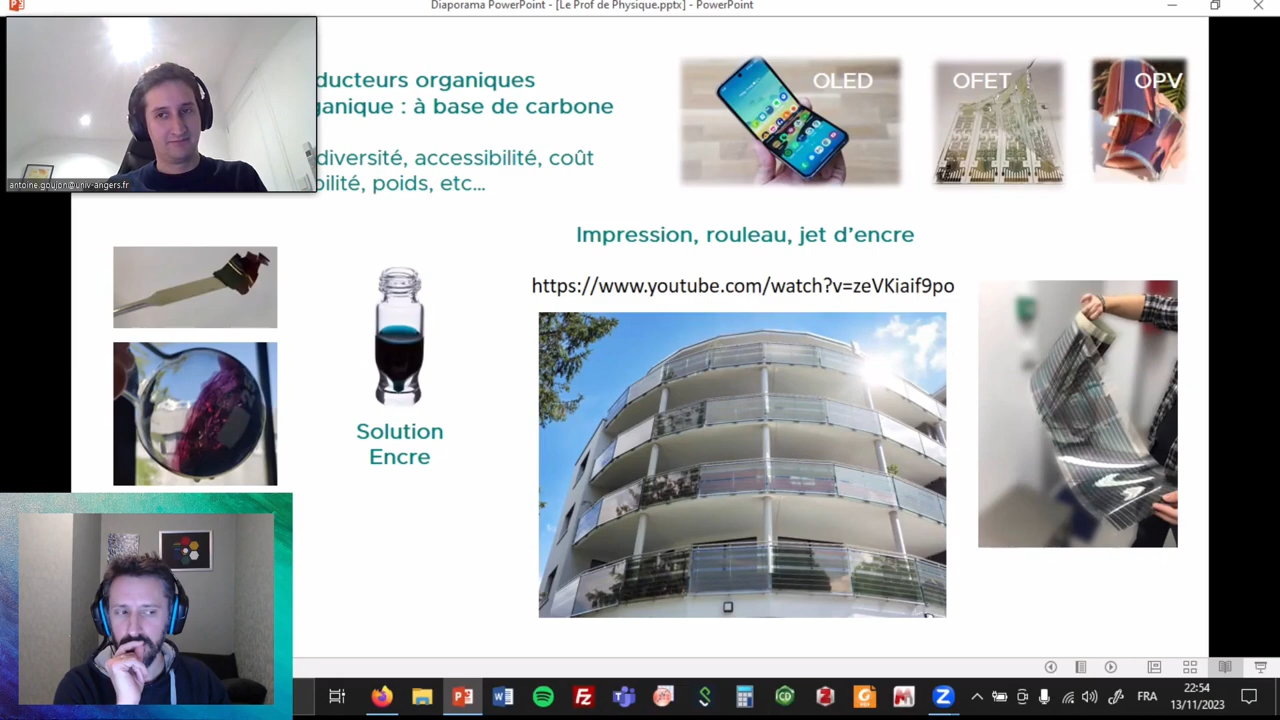 Diaporama PowerPoint - [Le Prof de Physique.pptx] - PowerPoint
ducteurs organiques
ganique : à base de carbone
diversité, accessibilité, coût
bilité, poids, etc...
antoine.goujon@univ-angers.fr
OLED
OFET
OPV
Impression, rouleau, jet d'encre
https://www.youtube.com/watch?v=zeVKiaif9po
Solution
Encre
FRA
22:54
13/11/2023